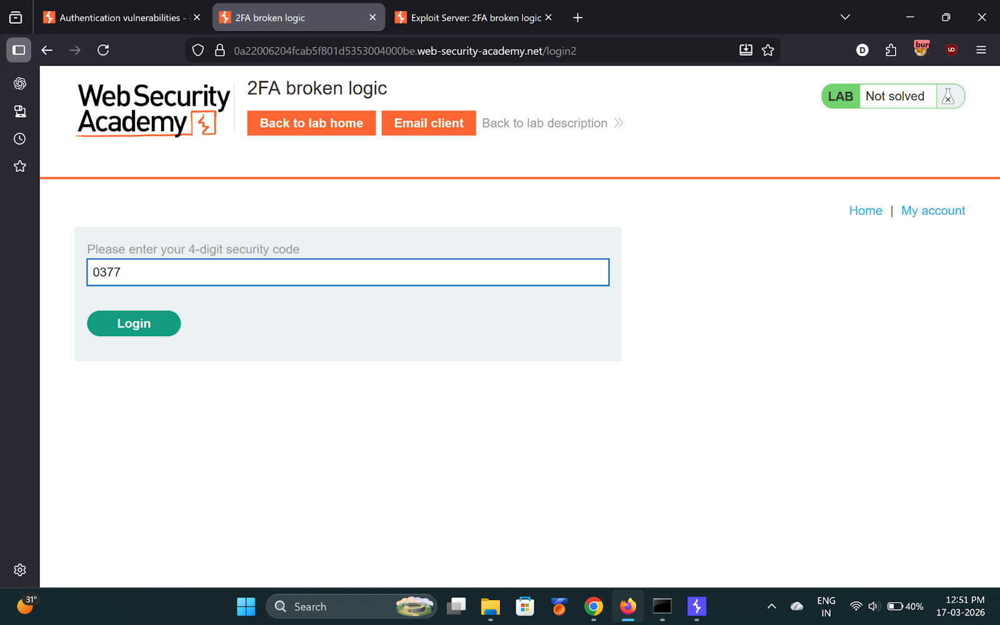 Authentication vulnerabilities -
2FA broken logic
Exploit Server: 2FA broken logic
0a22006204fcab5f801d5353004000be.web-security-academy.net/login2
D
bur
Web Security
Academy
2FA broken logic
Back to lab home
Email client
Back to lab description
LAB
Not solved
Home | My account
Please enter your 4-digit security code
0377
Login
31°
Search
ENG
IN
40%
12:51 PM
17-03-2026